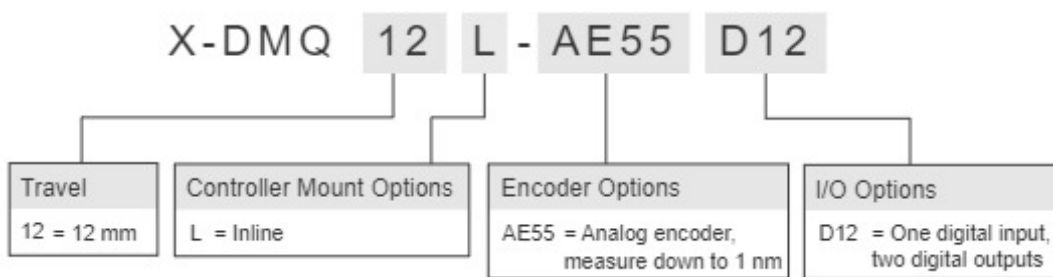 X-DMQ 12 L - AE55 D12
Travel
12 = 12 mm
Controller Mount Options
L = Inline
Encoder Options
AE55 = Analog encoder,
measure down to 1 nm
I/O Options
D12 = One digital input,
two digital outputs